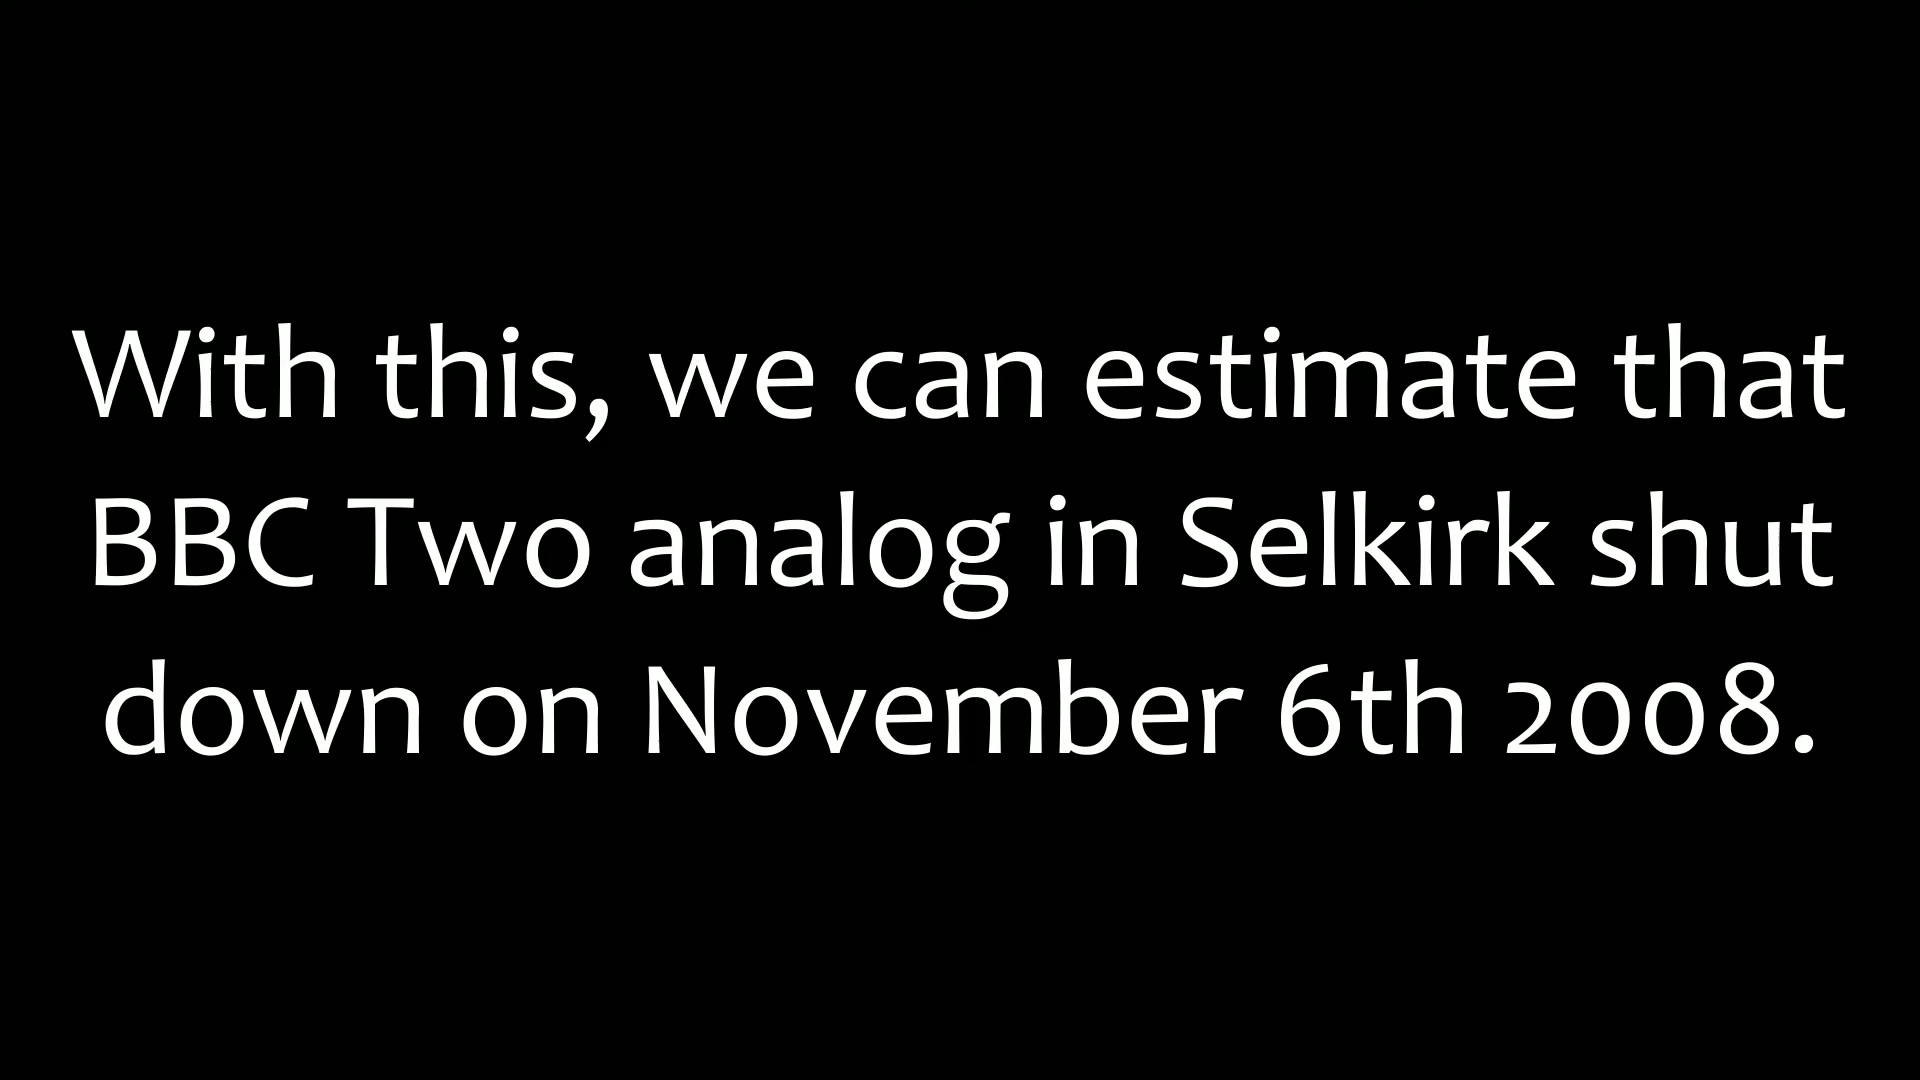 With this, we can estimate that
BBC Two analog in Selkirk shut
down on November 6th 2008.